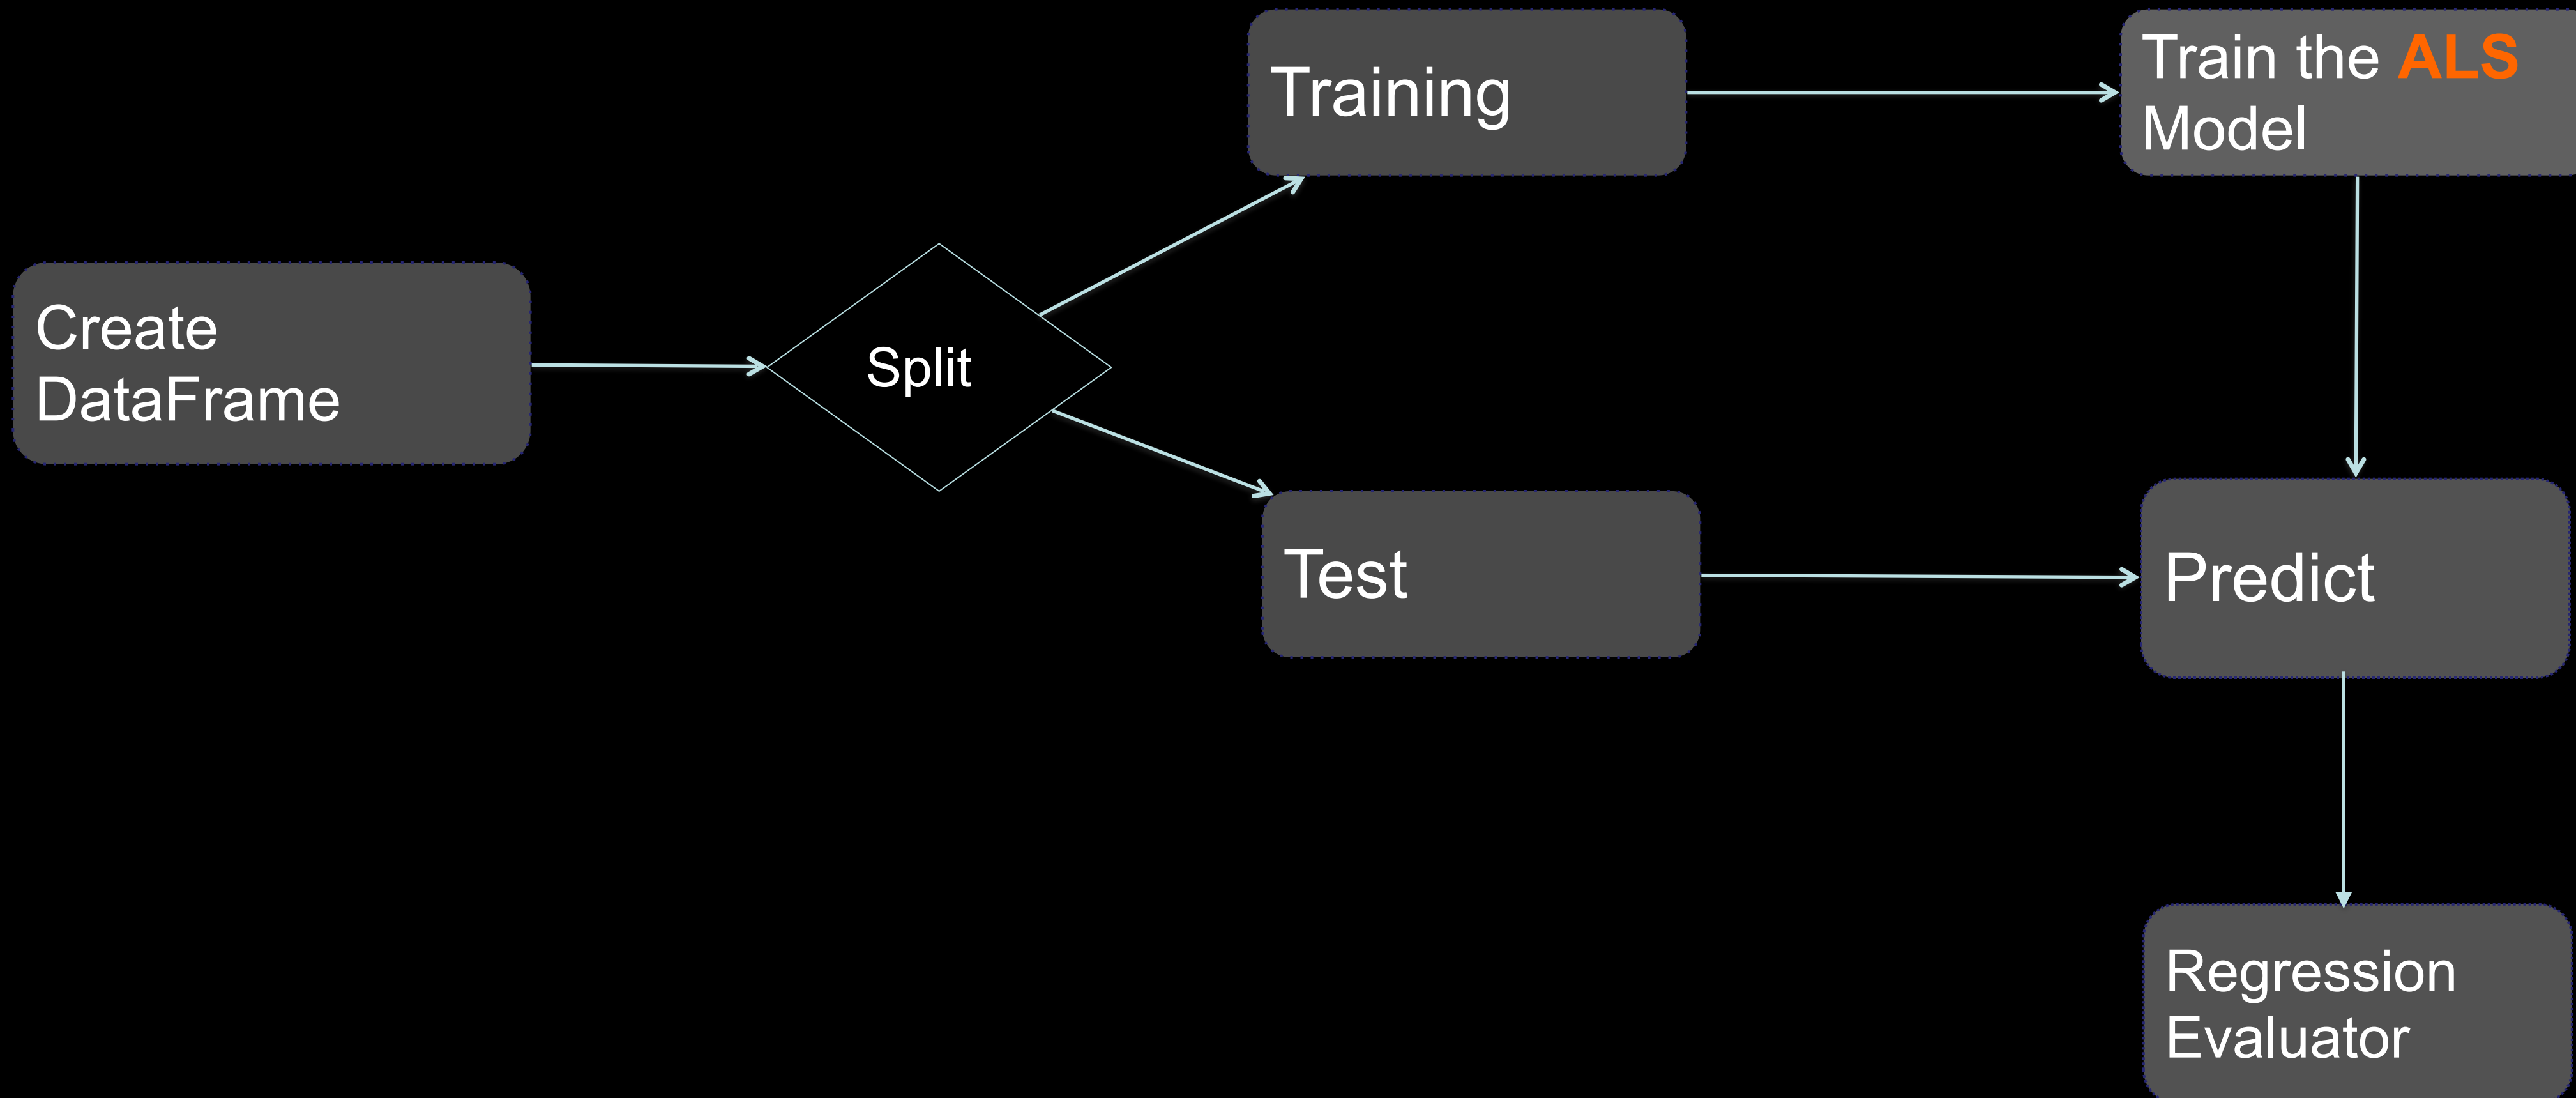 Training
Train the ALS
Model
Create
DataFrame
Split
Test
Predict
Regression
Evaluator